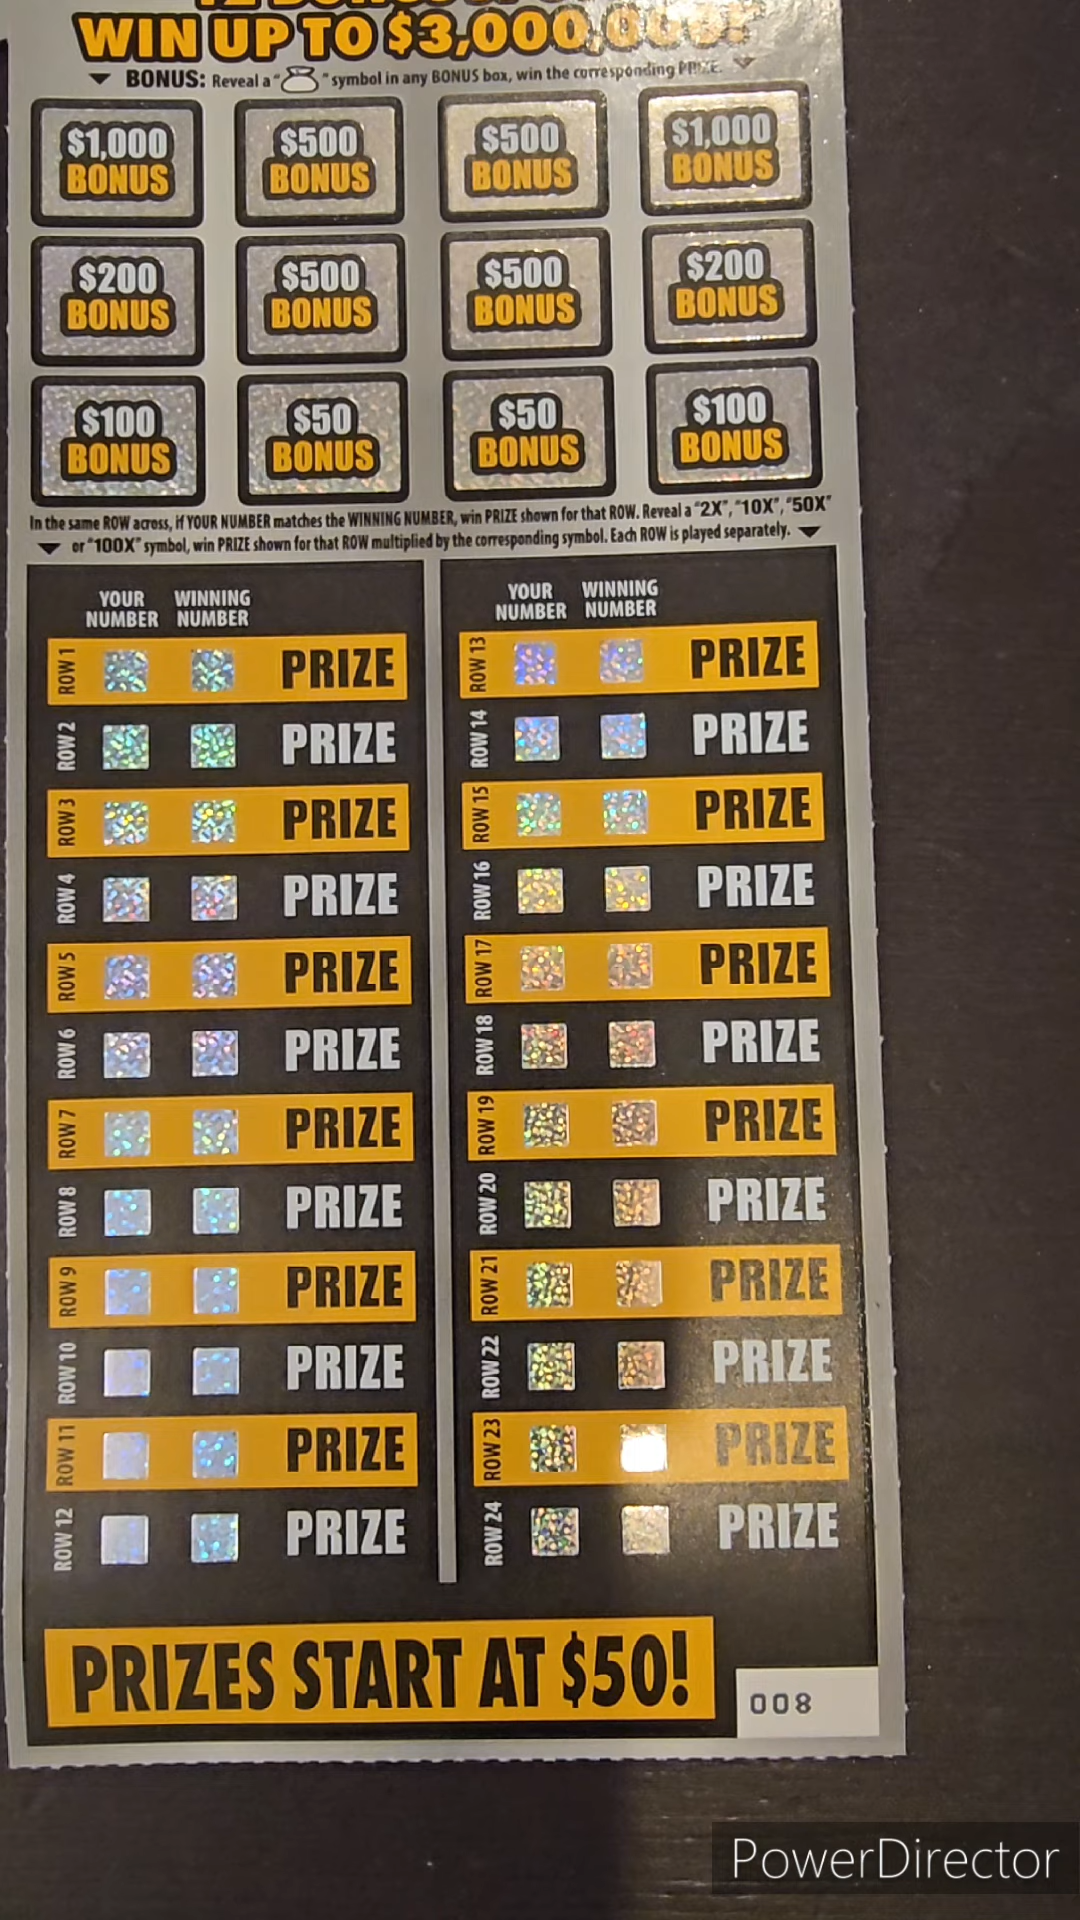 12 BONUS
WIN UP TO $3,000,000!
BONUS: Reveal a " " symbol in any BONUS box, win the corresponding PRIZE.
$1,000 BONUS
$500 BONUS
$500 BONUS
$1,000 BONUS
$200 BONUS
$500 BONUS
$500 BONUS
$200 BONUS
$100 BONUS
$50 BONUS
$50 BONUS
$100 BONUS
In the same ROW across, if YOUR NUMBER matches the WINNING NUMBER, win PRIZE shown for that ROW. Reveal a "2X", "10X", "50X"
or "100X" symbol, win PRIZE shown for that ROW multiplied by the corresponding symbol. Each ROW is played separately.
YOUR NUMBER WINNING NUMBER
ROW 1 PRIZE
ROW 2 PRIZE
ROW 3 PRIZE
ROW 4 PRIZE
ROW 5 PRIZE
ROW 6 PRIZE
ROW 7 PRIZE
ROW 8 PRIZE
ROW 9 PRIZE
ROW 10 PRIZE
ROW 11 PRIZE
ROW 12 PRIZE
YOUR NUMBER WINNING NUMBER
ROW 13 PRIZE
ROW 14 PRIZE
ROW 15 PRIZE
ROW 16 PRIZE
ROW 17 PRIZE
ROW 18 PRIZE
ROW 19 PRIZE
ROW 20 PRIZE
ROW 21 PRIZE
ROW 22 PRIZE
ROW 23 PRIZE
ROW 24 PRIZE
PRIZES START AT $50!
008
PowerDirector